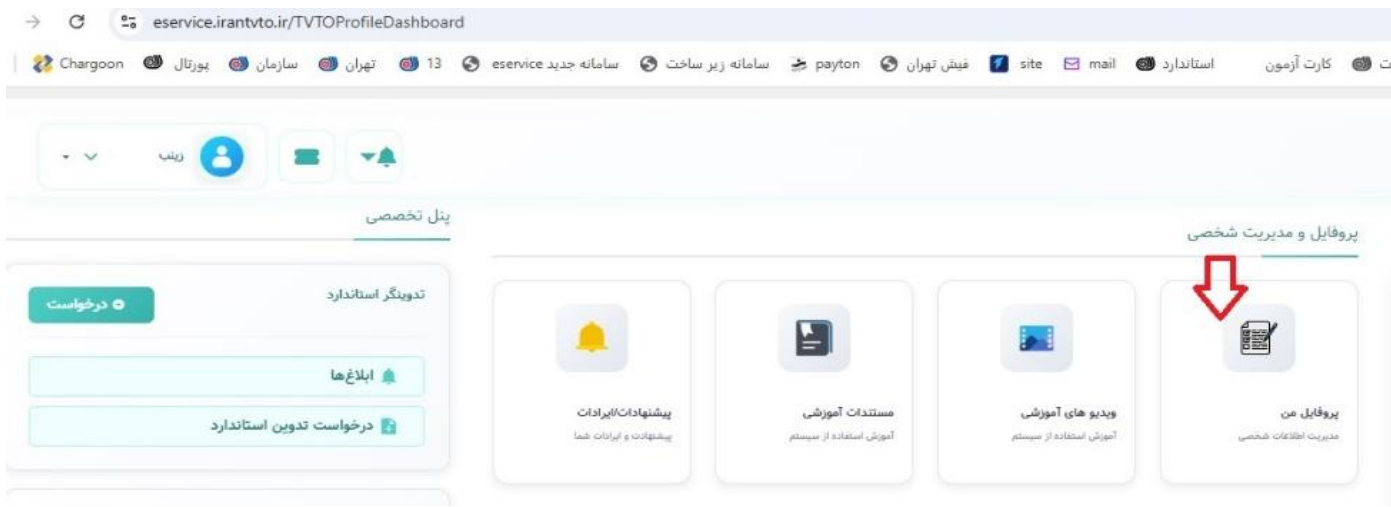 eservice.irantvto.ir/TVTOProfileDashboard
Chargoon پورتال سازمان تهران 13 سامانه جدید eservice سامانه زیر ساخت payton فیش تهران site mail استاندارد کارت آزمون ت
زینب
پروفایل و مدیریت شخصی
پروفایل من
مدیریت اطلاعات شخصی
ویدیو های آموزشی
آموزش استفاده از سیستم
مستندات آموزشی
آموزش استفاده از سیستم
پیشنهادات/ایرادات
پیشنهادت و ایرادات شما
پنل تخصصی
تدوینگر استاندارد
درخواست
ابلاغ‌ها
درخواست تدوین استاندارد